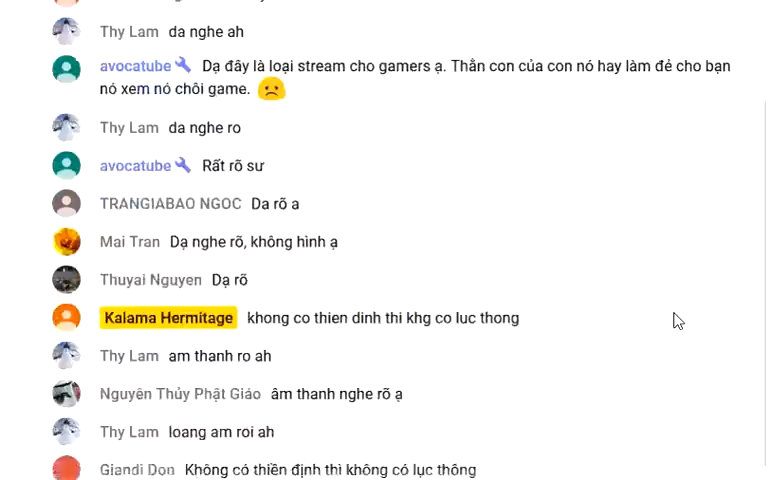 Thy Lam da nghe ah
avocatube Dạ đây là loại stream cho gamers ạ. Thằn con của con nó hay làm đẻ cho bạn
nó xem nó chôi game.
Thy Lam da nghe ro
avocatube Rất rõ sư
TRANGIABAO NGOC Da rõ a
Mai Tran Dạ nghe rõ, không hình ạ
Thuyai Nguyen Dạ rõ
Kalama Hermitage khong co thien dinh thi khg co luc thong
Thy Lam am thanh ro ah
Nguyên Thủy Phật Giáo âm thanh nghe rõ ạ
Thy Lam loang am roi ah
Giandi Don Không có thiền định thì không có lục thông